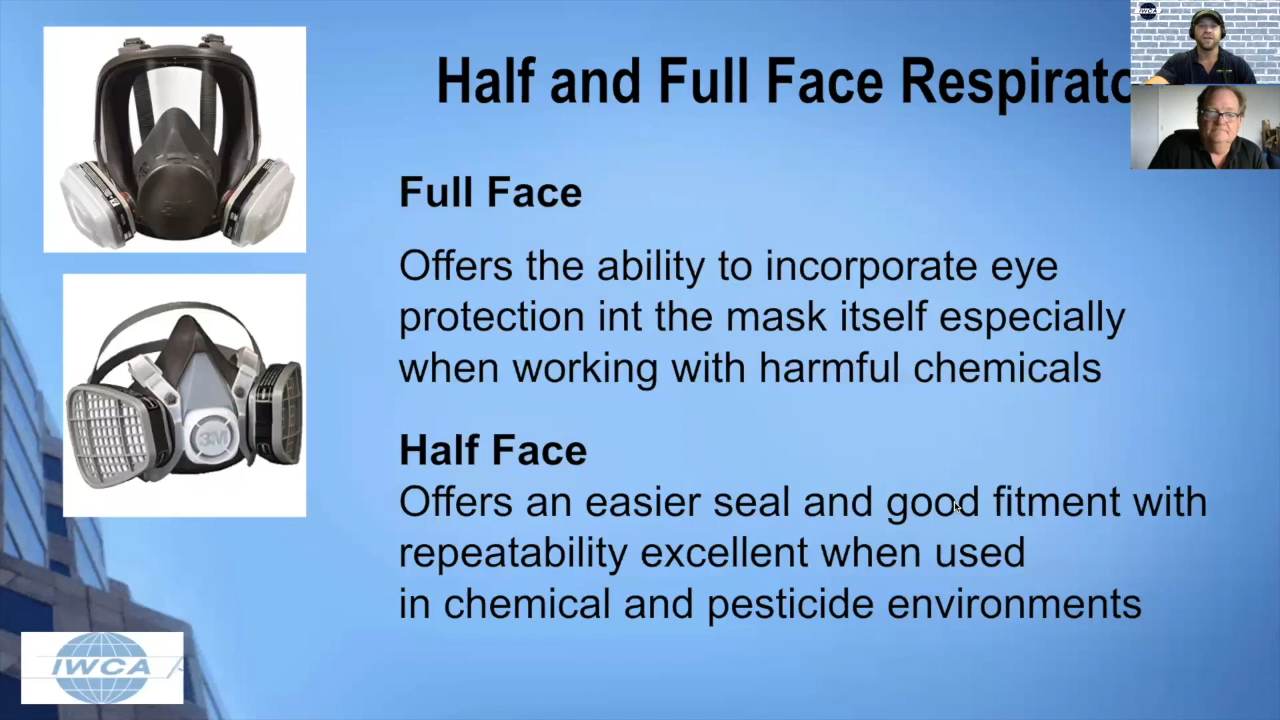 Half and Full Face Respirato
Full Face
Offers the ability to incorporate eye
protection int the mask itself especially
when working with harmful chemicals
Half Face
Offers an easier seal and good fitment with
repeatability excellent when used
in chemical and pesticide environments
3M
IWCA
IWCA